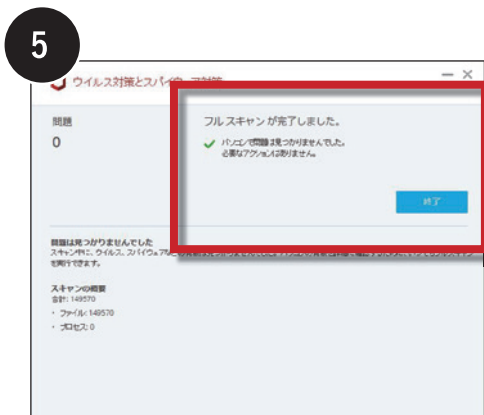 5
ウイルス対策とスパイウェア対策
問題
0
フル スキャン が完了しました。
パソコンで問題は見つかりませんでした。
必要なアクションはありません。
終了
問題は見つかりませんでした
スキャン中に、ウイルス、スパイウェア
を実行できます。
スキャンの概要
合計: 149570
・ ファイル: 149570
・ プロセス: 0